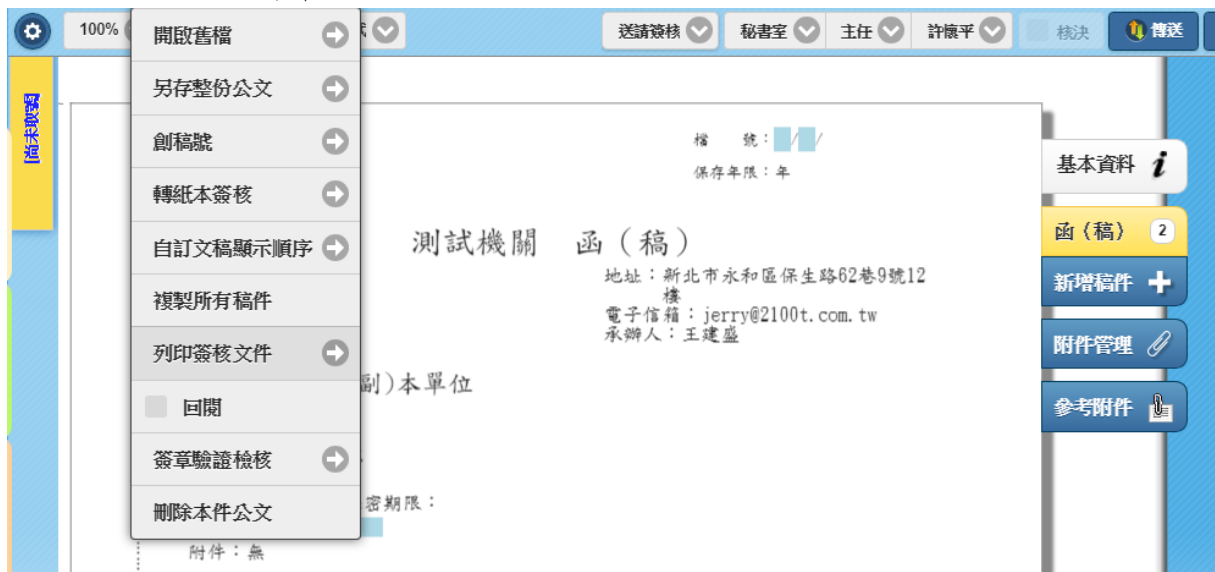 100%
送請簽核
秘書室
主任
許懷平
核決
傳送
尚未取號
開啟舊檔
另存整份公文
創稿號
轉紙本簽核
自訂文稿顯示順序
複製所有稿件
列印簽核文件
回閱
簽章驗證檢核
刪除本件公文
檔 號：/ /
保存年限：年
測試機關 函（稿）
地址：新北市永和區保生路62巷9號12
樓
電子信箱：jerry@2100t.com.tw
承辦人：王建盛
副)本單位
密期限：
附件：無
基本資料
函（稿） 2
新增稿件
附件管理
參考附件